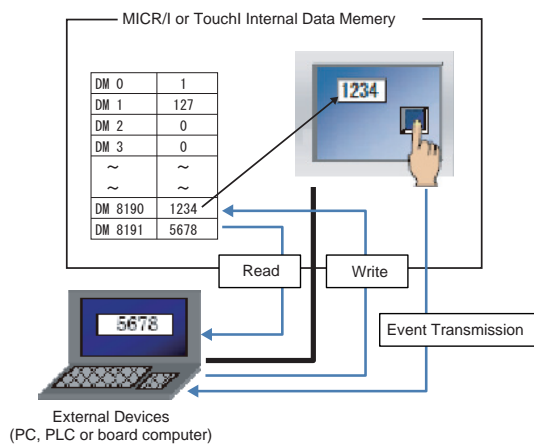 MICR/I or TouchI Internal Data Memery
DM 0 1
DM 1 127
DM 2 0
DM 3 0
~ ~
~ ~
DM 8190 1234
DM 8191 5678
1234
Read
Write
Event Transmission
5678
External Devices
(PC, PLC or board computer)